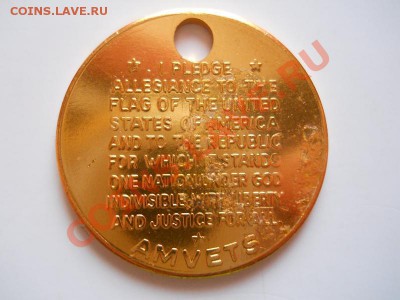 COINS.LAVE.RU
★ I PLEDGE ★
ALLEGIANCE TO THE
FLAG OF THE UNITED
STATES OF AMERICA
AND TO THE REPUBLIC
FOR WHICH IT STANDS
ONE NATION UNDER GOD
INDIVISIBLE WITH LIBERTY
AND JUSTICE FOR ALL
★
AMVETS